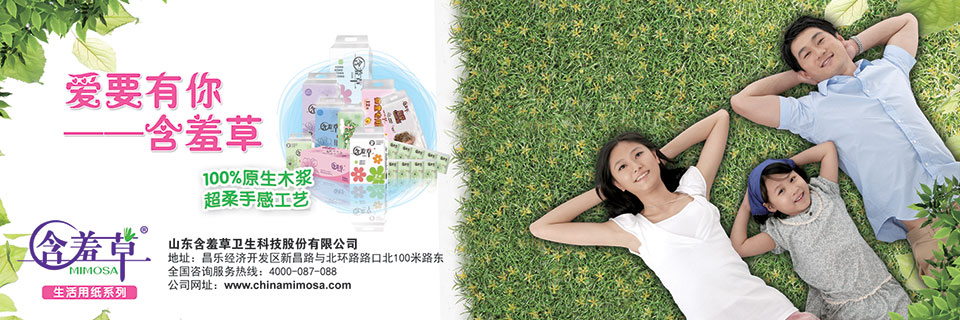 爱要有你
——含羞草
100%原生木浆
超柔手感工艺
含羞草®
MIMOSA
生活用纸系列
山东含羞草卫生科技股份有限公司
地址：昌乐经济开发区新昌路与北环路路口北100米路东
全国咨询服务热线：4000-087-088
公司网址：www.chinamimosa.com
含羞草